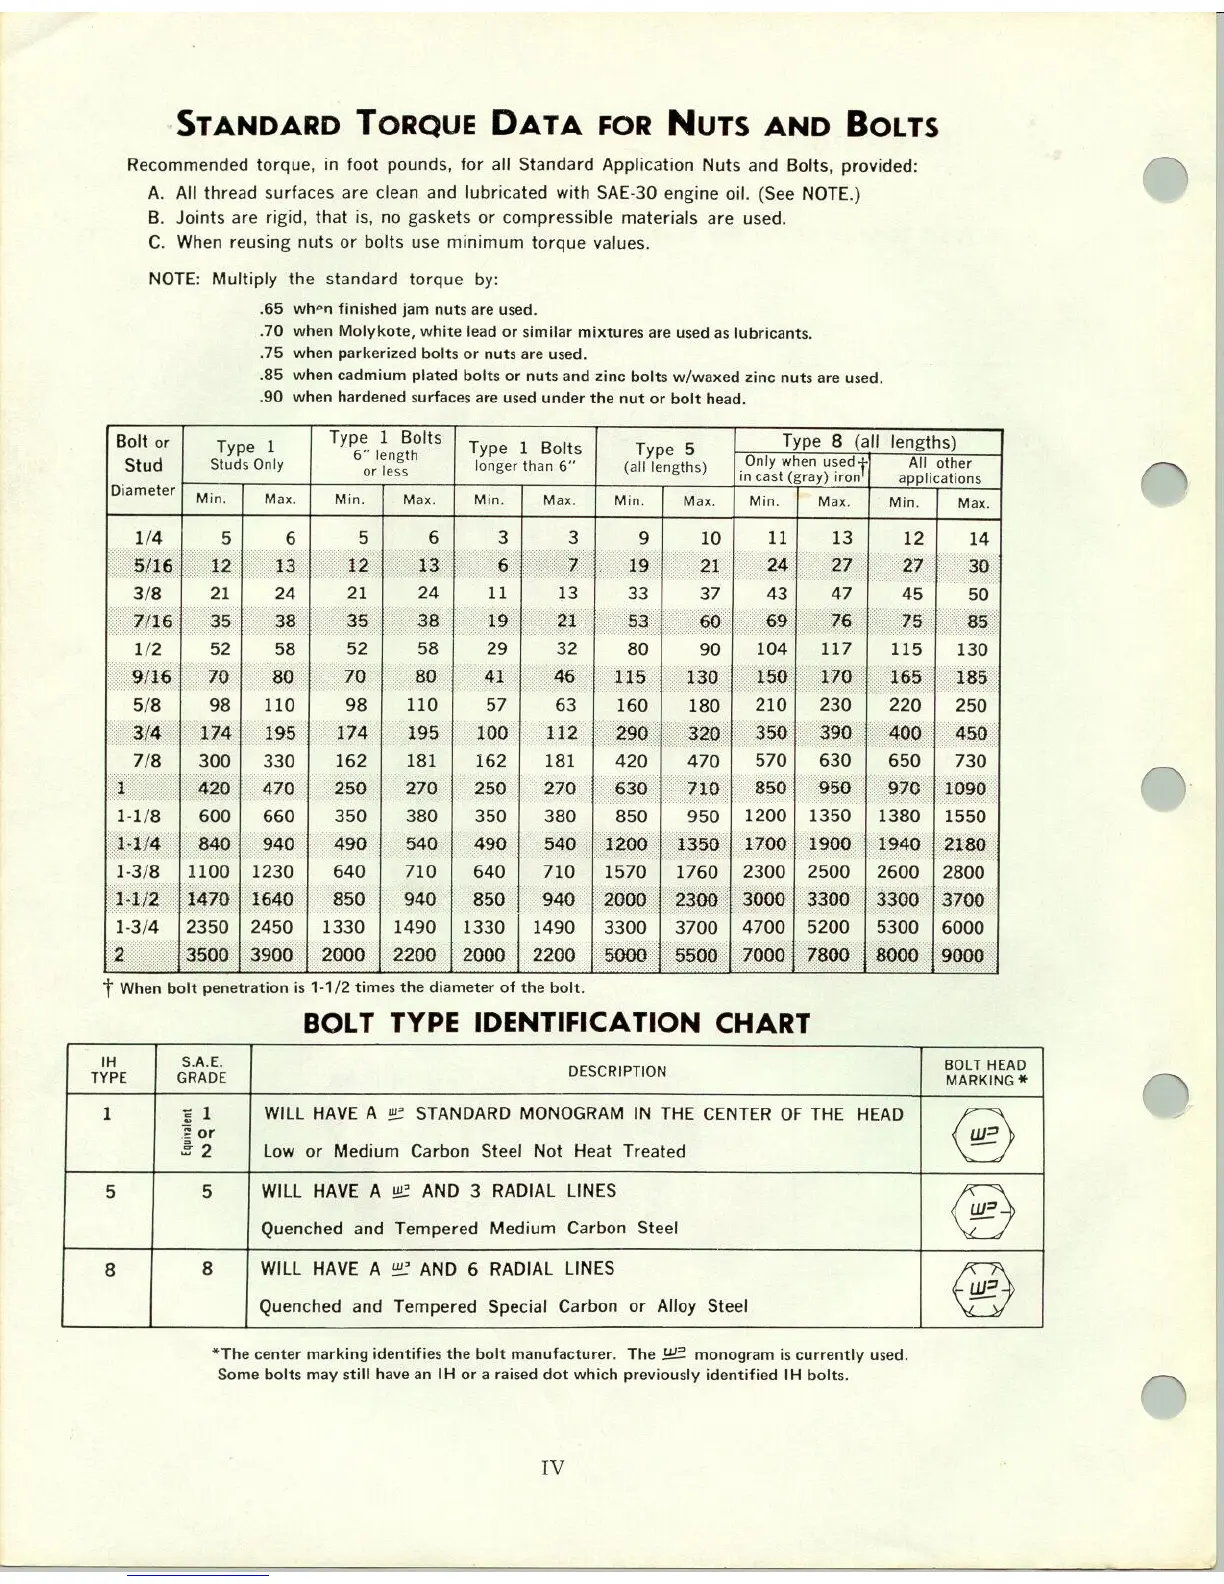 STANDARD TORQUE DATA FOR NUTS AND BOLTS
Recommended torque, in foot pounds, for all Standard Application Nuts and Bolts, provided:
A. All thread surfaces are clean and lubricated with SAE-30 engine oil. (See NOTE.)
B. Joints are rigid, that is, no gaskets or compressible materials are used.
C. When reusing nuts or bolts use minimum torque values.
NOTE: Multiply the standard torque by:
.65 when finished jam nuts are used.
.70 when Molykote, white lead or similar mixtures are used as lubricants.
.75 when parkerized bolts or nuts are used.
.85 when cadmium plated bolts or nuts and zinc bolts w/waxed zinc nuts are used.
.90 when hardened surfaces are used under the nut or bolt head.
Bolt or Stud Diameter
Type 1 Studs Only
Type 1 Bolts 6" length or less
Type 1 Bolts longer than 6"
Type 5 (all lengths)
Type 8 (all lengths)
Only when used † in cast (gray) iron
All other applications
Min. Max. Min. Max. Min. Max. Min. Max. Min. Max. Min. Max.
1/4 5 6 5 6 3 3 9 10 11 13 12 14
5/16 12 13 12 13 6 7 19 21 24 27 27 30
3/8 21 24 21 24 11 13 33 37 43 47 45 50
7/16 35 38 35 38 19 21 53 60 69 76 75 85
1/2 52 58 52 58 29 32 80 90 104 117 115 130
9/16 70 80 70 80 41 46 115 130 150 170 165 185
5/8 98 110 98 110 57 63 160 180 210 230 220 250
3/4 174 195 174 195 100 112 290 320 350 390 400 450
7/8 300 330 162 181 162 181 420 470 570 630 650 730
1 420 470 250 270 250 270 630 710 850 950 970 1090
1-1/8 600 660 350 380 350 380 850 950 1200 1350 1380 1550
1-1/4 840 940 490 540 490 540 1200 1350 1700 1900 1940 2180
1-3/8 1100 1230 640 710 640 710 1570 1760 2300 2500 2600 2800
1-1/2 1470 1640 850 940 850 940 2000 2300 3000 3300 3300 3700
1-3/4 2350 2450 1330 1490 1330 1490 3300 3700 4700 5200 5300 6000
2 3500 3900 2000 2200 2000 2200 5000 5500 7000 7800 8000 9000
† When bolt penetration is 1-1/2 times the diameter of the bolt.
BOLT TYPE IDENTIFICATION CHART
IH TYPE
S.A.E. GRADE
DESCRIPTION
BOLT HEAD MARKING *
1
Equivalent 1 or 2
WILL HAVE A STANDARD MONOGRAM IN THE CENTER OF THE HEAD
Low or Medium Carbon Steel Not Heat Treated
5 5 WILL HAVE A AND 3 RADIAL LINES
Quenched and Tempered Medium Carbon Steel
8 8 WILL HAVE A AND 6 RADIAL LINES
Quenched and Tempered Special Carbon or Alloy Steel
*The center marking identifies the bolt manufacturer. The monogram is currently used.
Some bolts may still have an IH or a raised dot which previously identified IH bolts.
IV